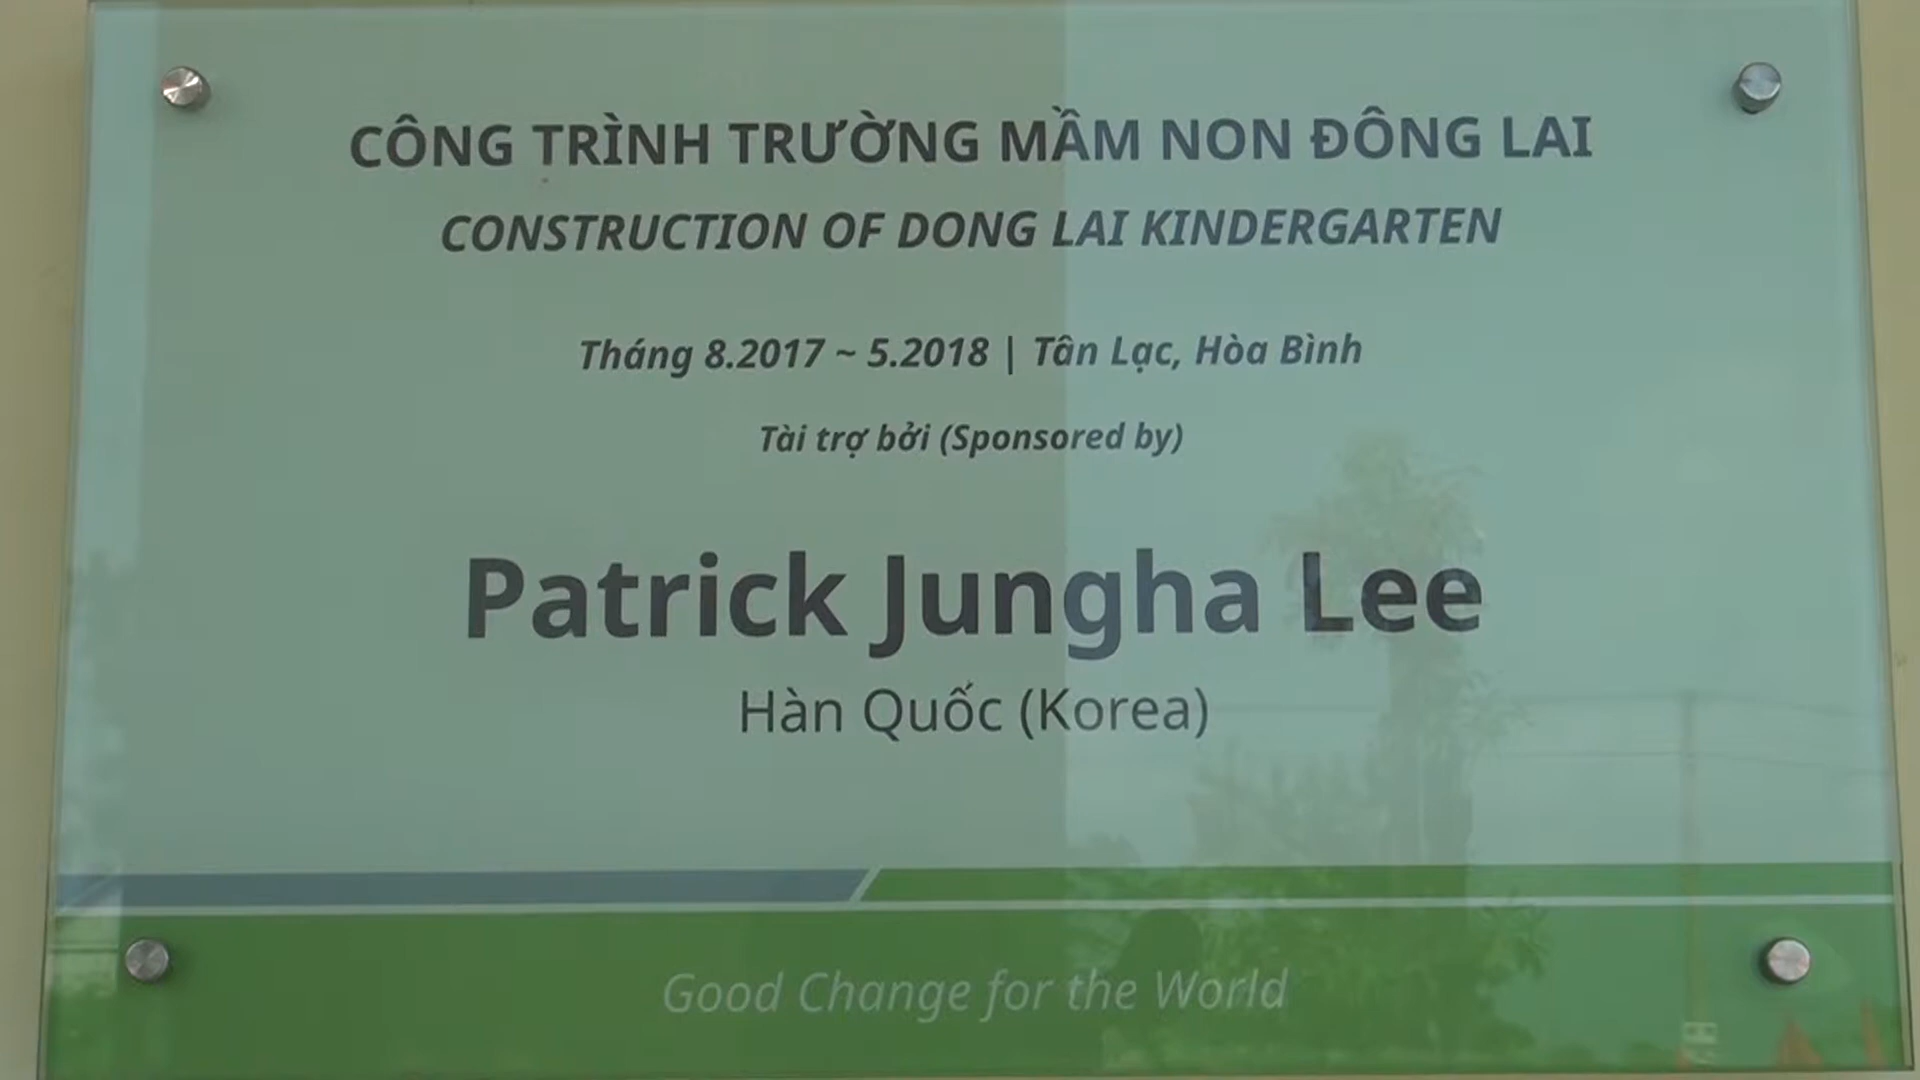 CÔNG TRÌNH TRƯỜNG MẦM NON ĐÔNG LAI
CONSTRUCTION OF DONG LAI KINDERGARTEN
Tháng 8.2017 ~ 5.2018 | Tân Lạc, Hòa Bình
Tài trợ bởi (Sponsored by)
Patrick Jungha Lee
Hàn Quốc (Korea)
Good Change for the World